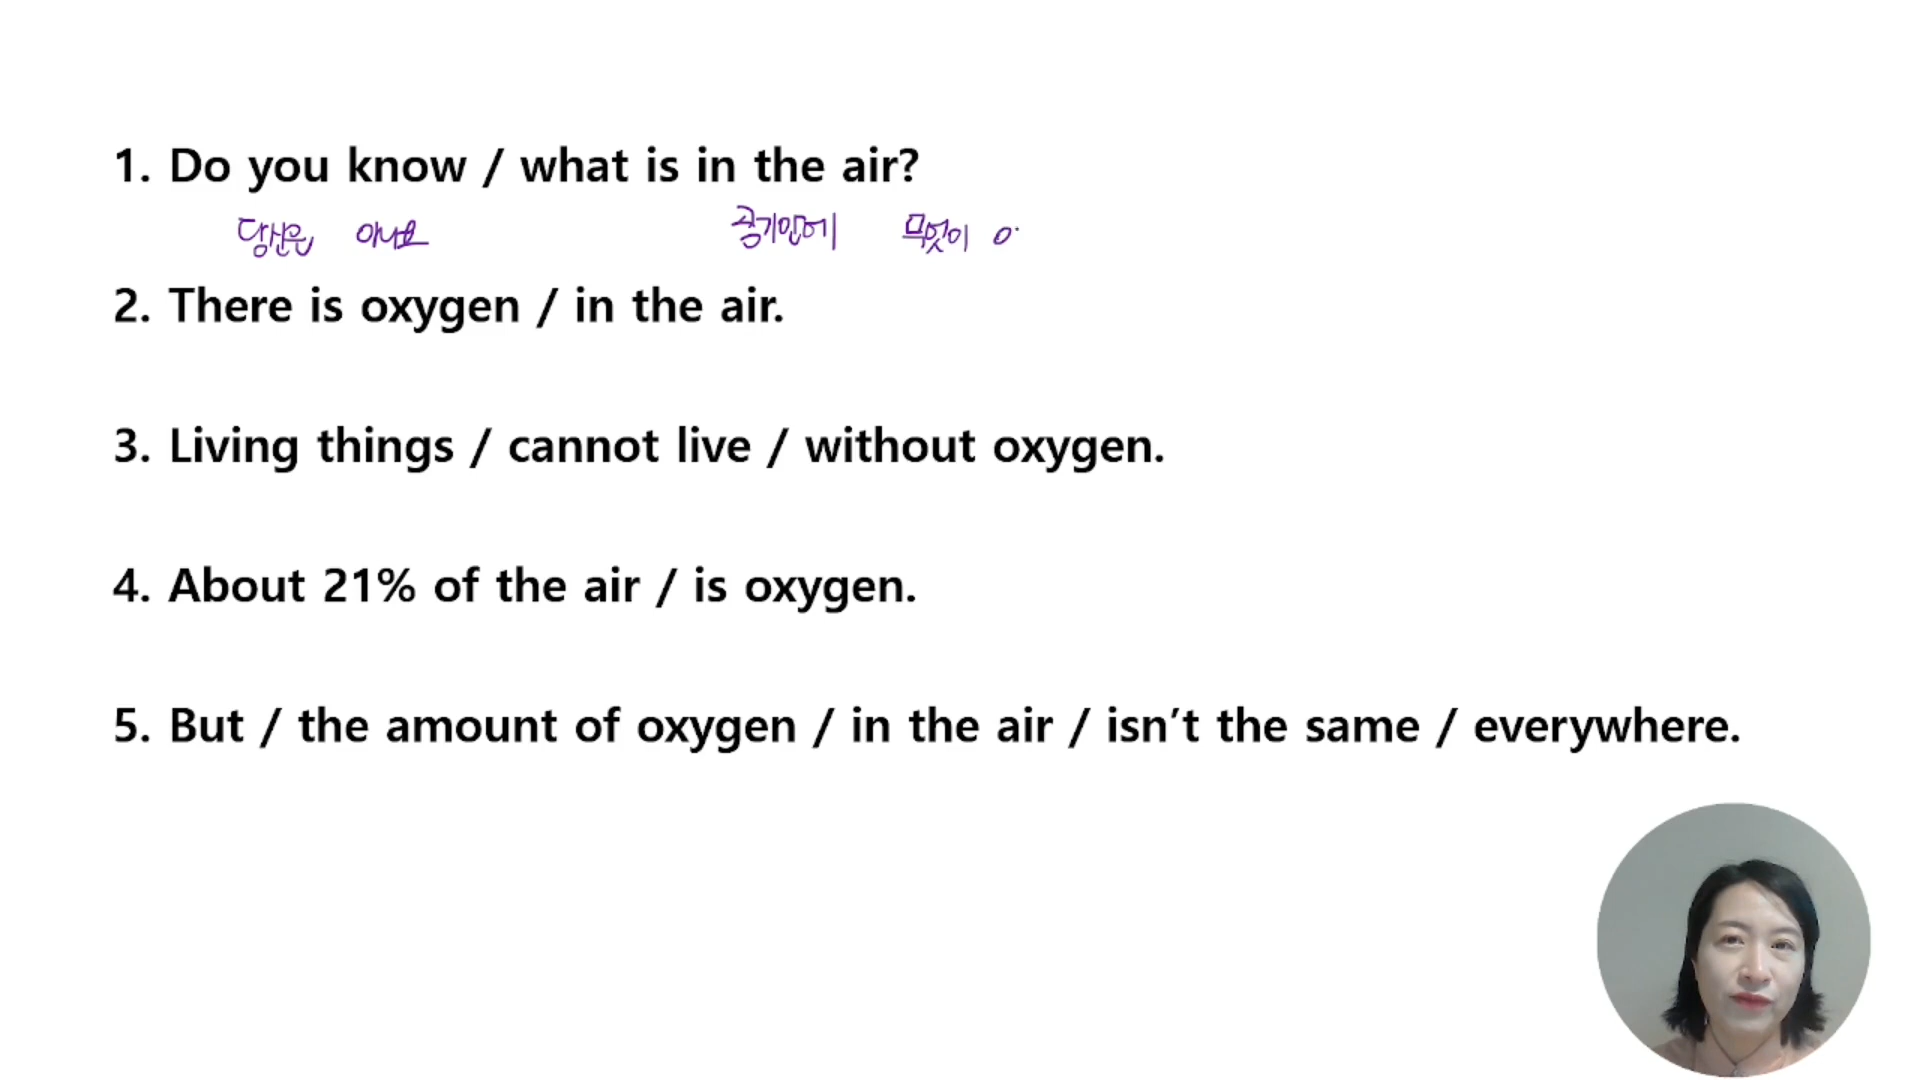 1. Do you know / what is in the air?
당신은 아나요 공기안에 무엇이
2. There is oxygen / in the air.
3. Living things / cannot live / without oxygen.
4. About 21% of the air / is oxygen.
5. But / the amount of oxygen / in the air / isn’t the same / everywhere.